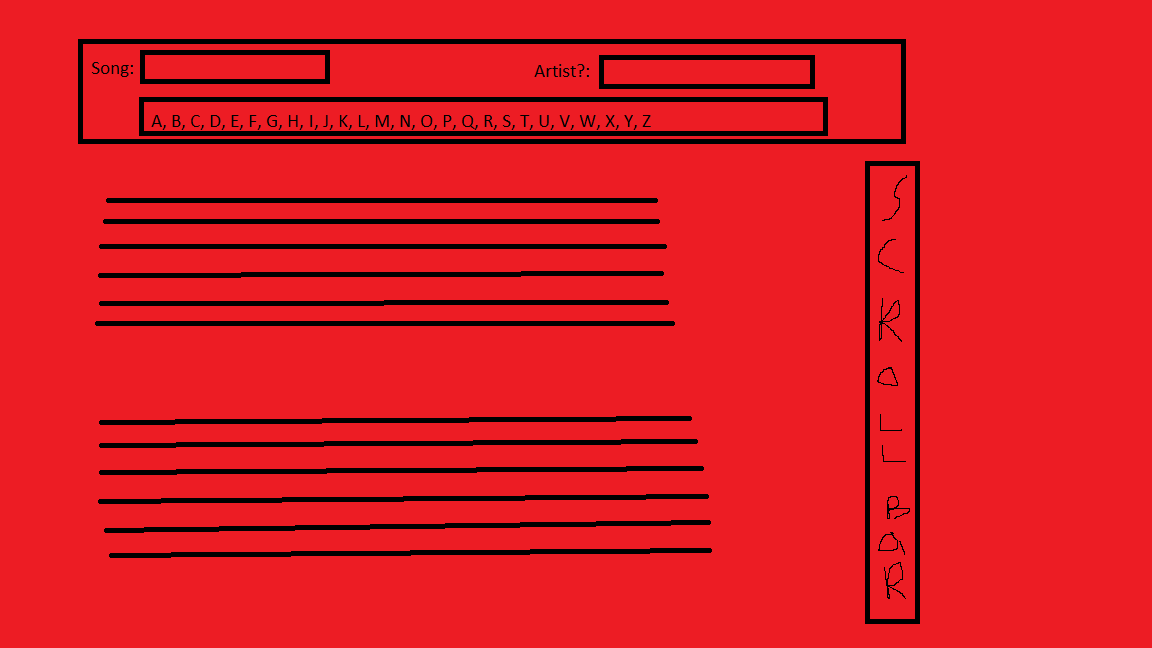 Song:
Artist?:
A, B, C, D, E, F, G, H, I, J, K, L, M, N, O, P, Q, R, S, T, U, V, W, X, Y, Z
SCROLL BAR